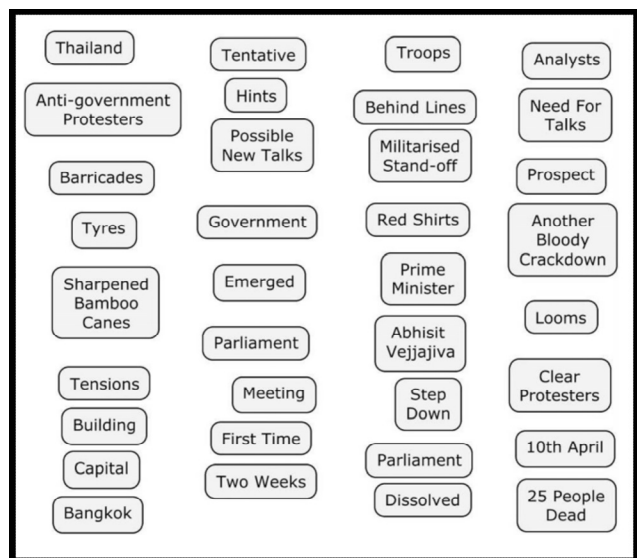 Thailand
Anti-government
Protesters
Barricades
Tyres
Sharpened
Bamboo
Canes
Tensions
Building
Capital
Bangkok
Tentative
Hints
Possible
New Talks
Government
Emerged
Parliament
Meeting
First Time
Two Weeks
Troops
Behind Lines
Militarised
Stand-off
Red Shirts
Prime
Minister
Abhisit
Vejjajiva
Step
Down
Parliament
Dissolved
Analysts
Need For
Talks
Prospect
Another
Bloody
Crackdown
Looms
Clear
Protesters
10th April
25 People
Dead